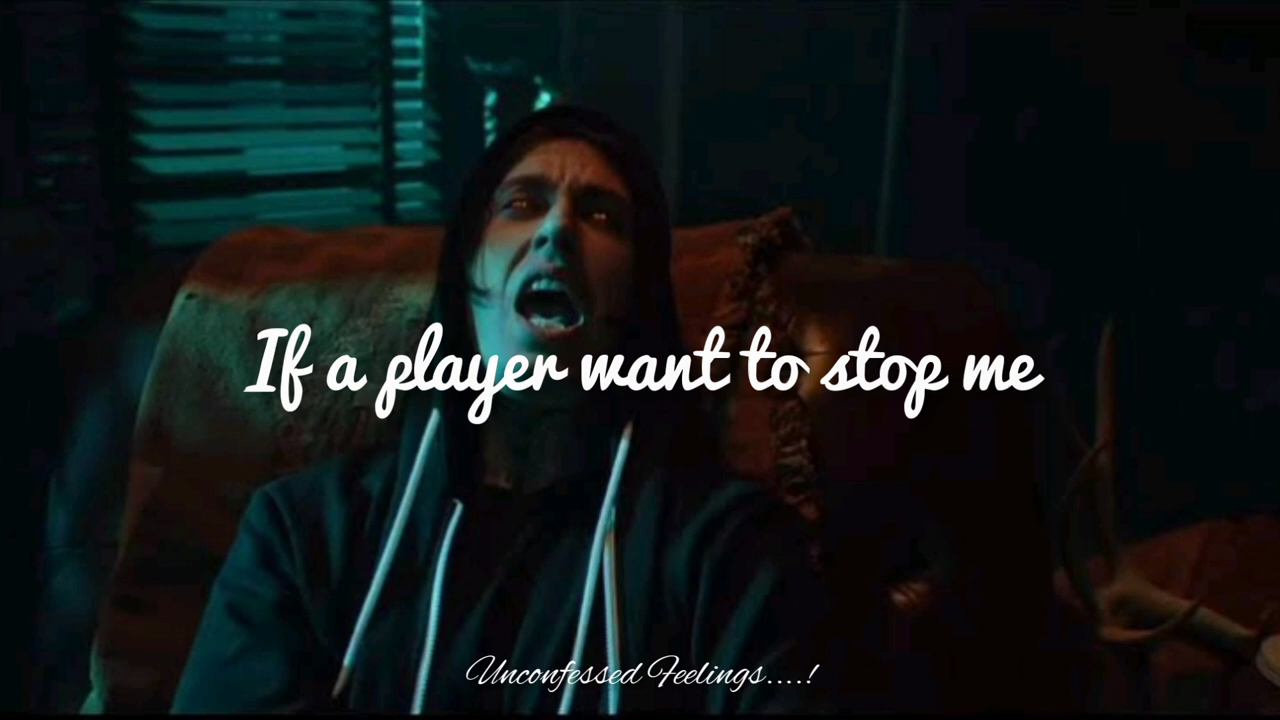 If a player want to stop me
Unconfessed Feelings....!